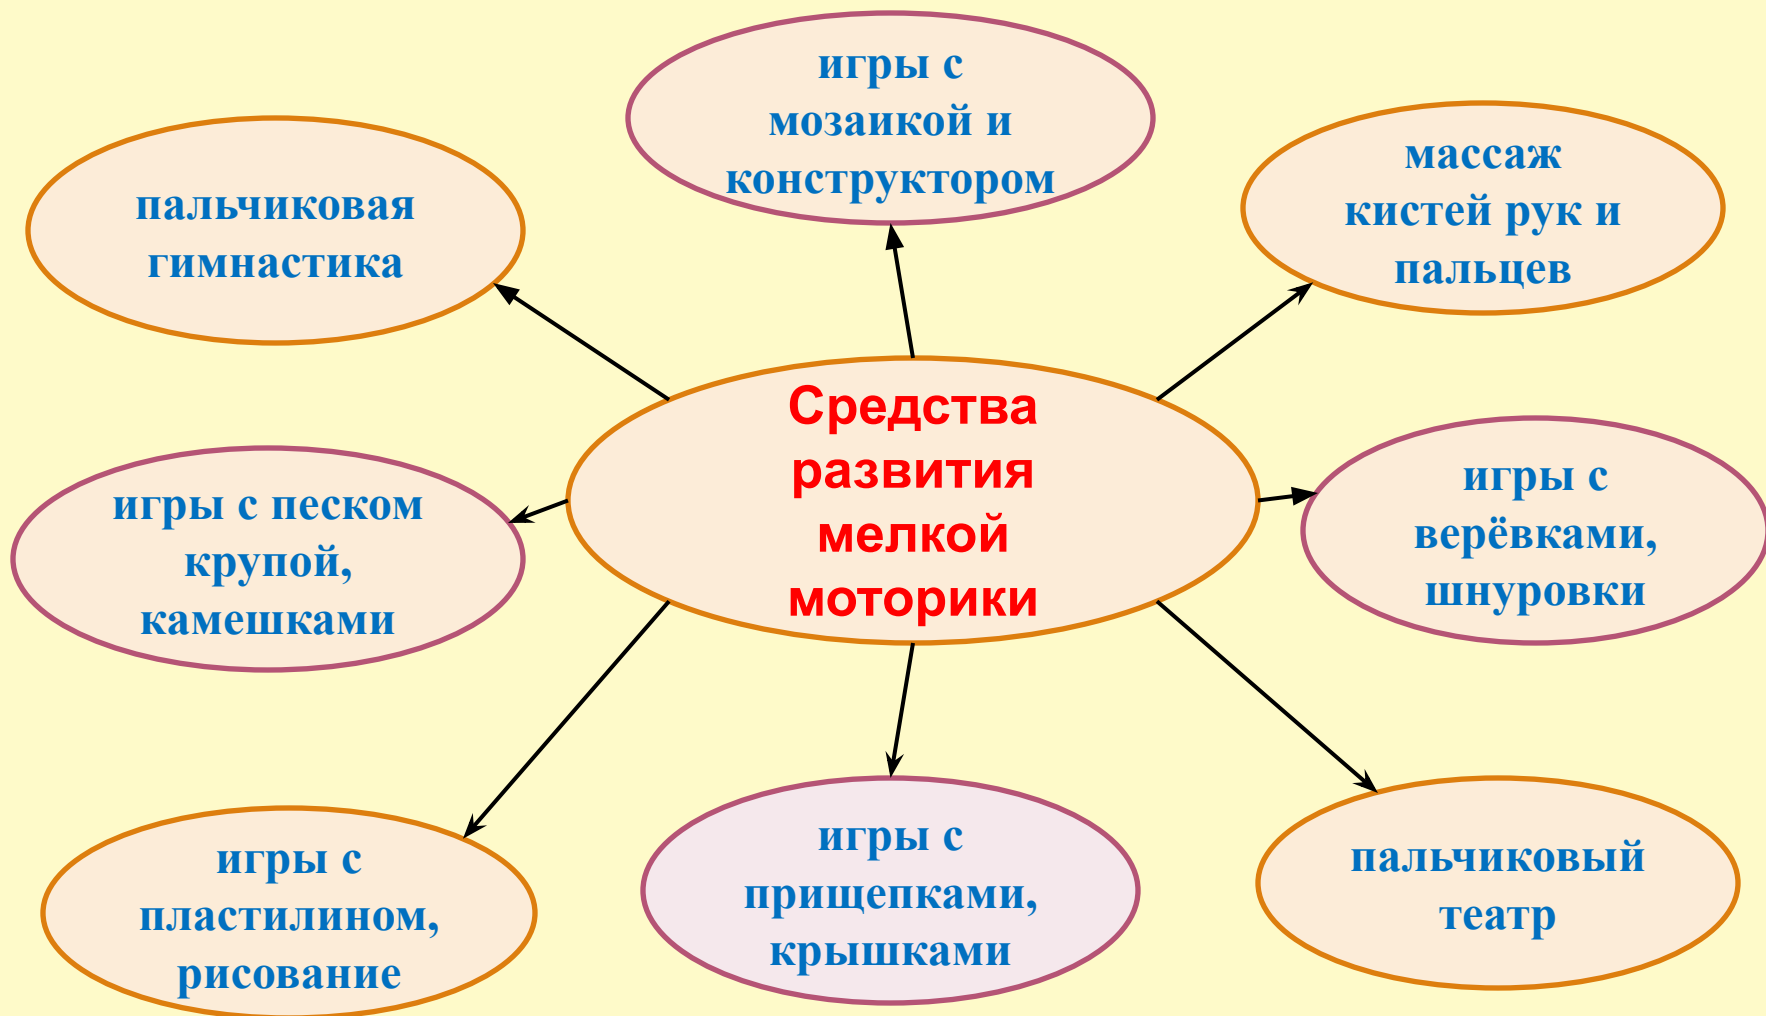 игры с
мозаикой и
конструктором
массаж
кистей рук и
пальцев
пальчиковая
гимнастика
Средства
развития
мелкой
моторики
игры с песком
крупой,
камешками
игры с
верёвками,
шнуровки
игры с
пластилином,
рисование
игры с
прищепками,
крышками
пальчиковый
театр